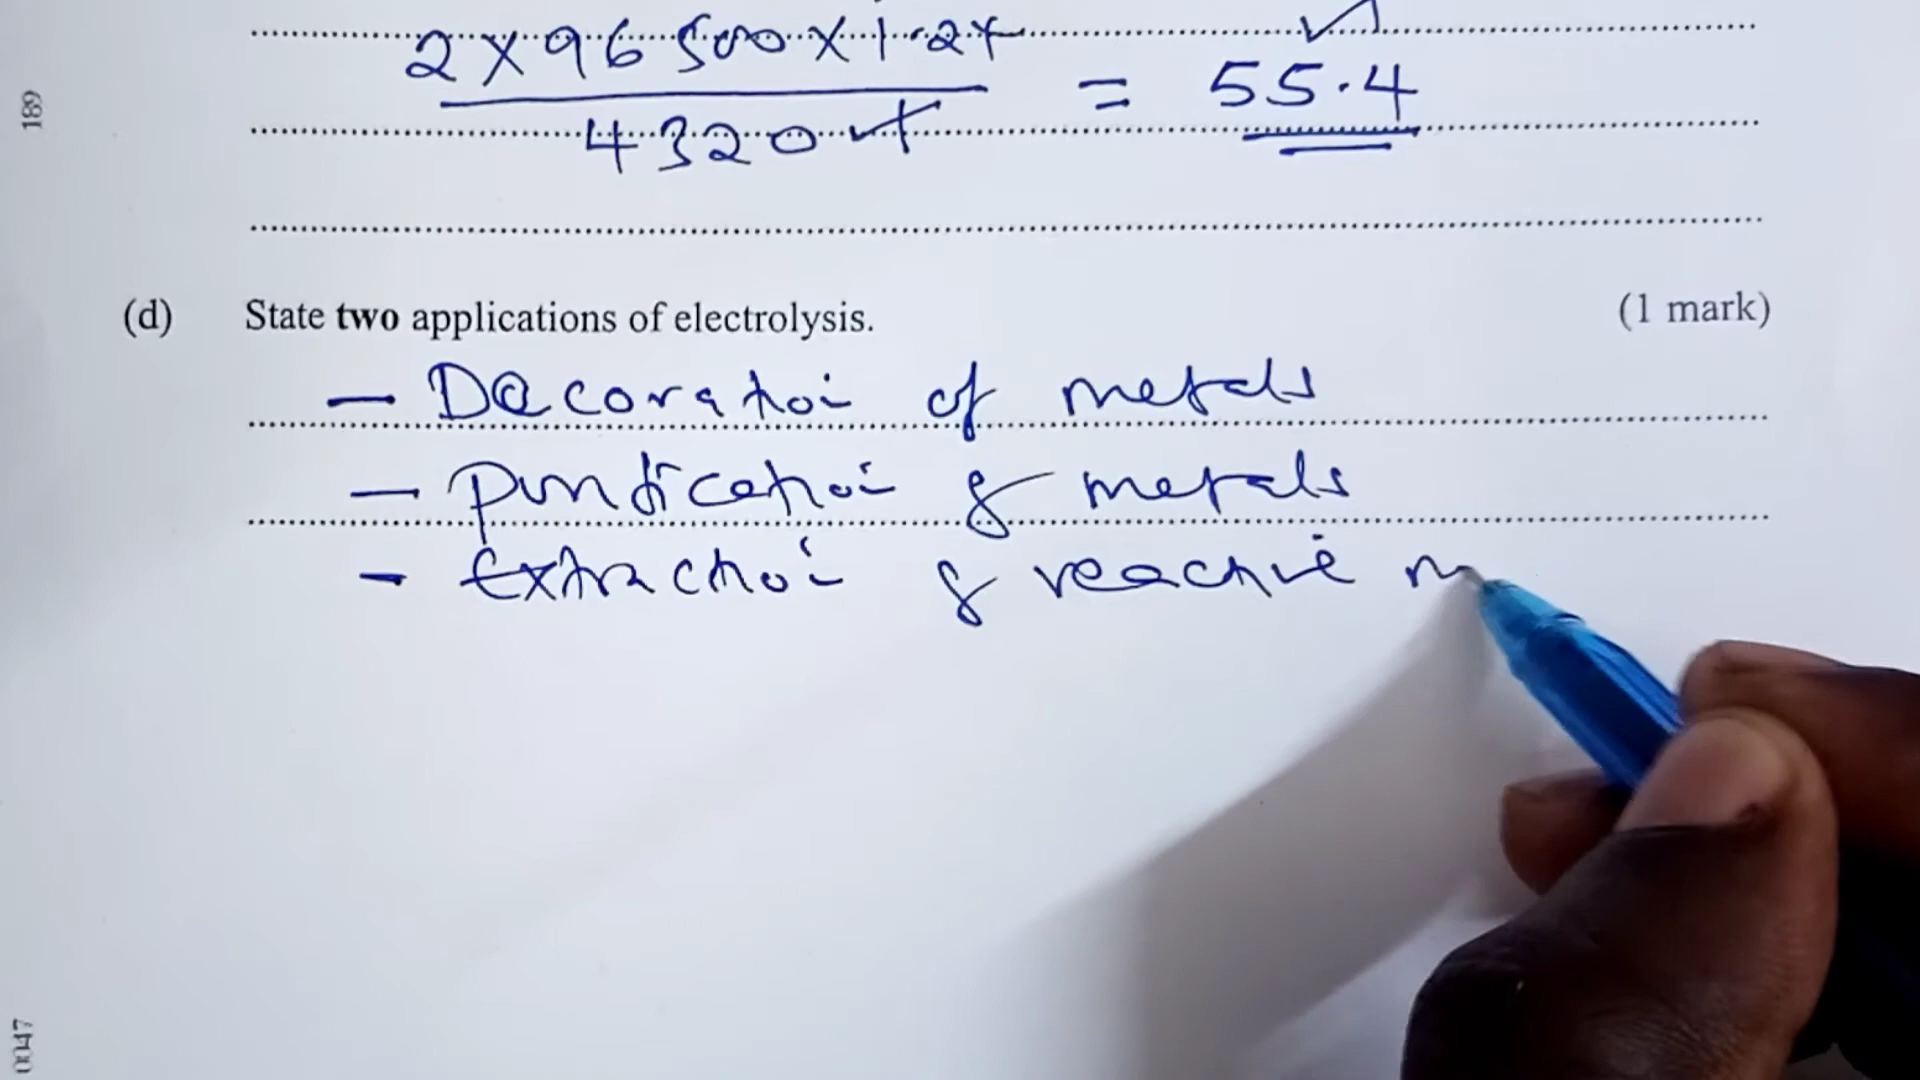 2 x 96500 x 1.24
4320 = 55.4
(d) State two applications of electrolysis. (1 mark)
- Decoration of metals
- purification of metals
- extraction of reactive m
189
0047